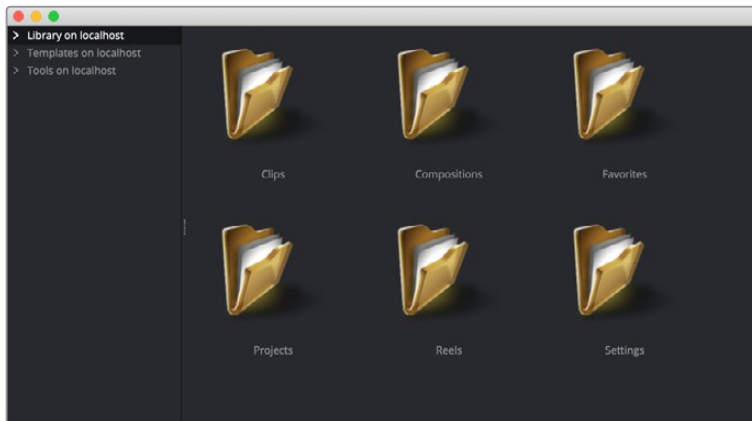 Library on localhost
Templates on localhost
Tools on localhost
Clips
Compositions
Favorites
Projects
Reels
Settings